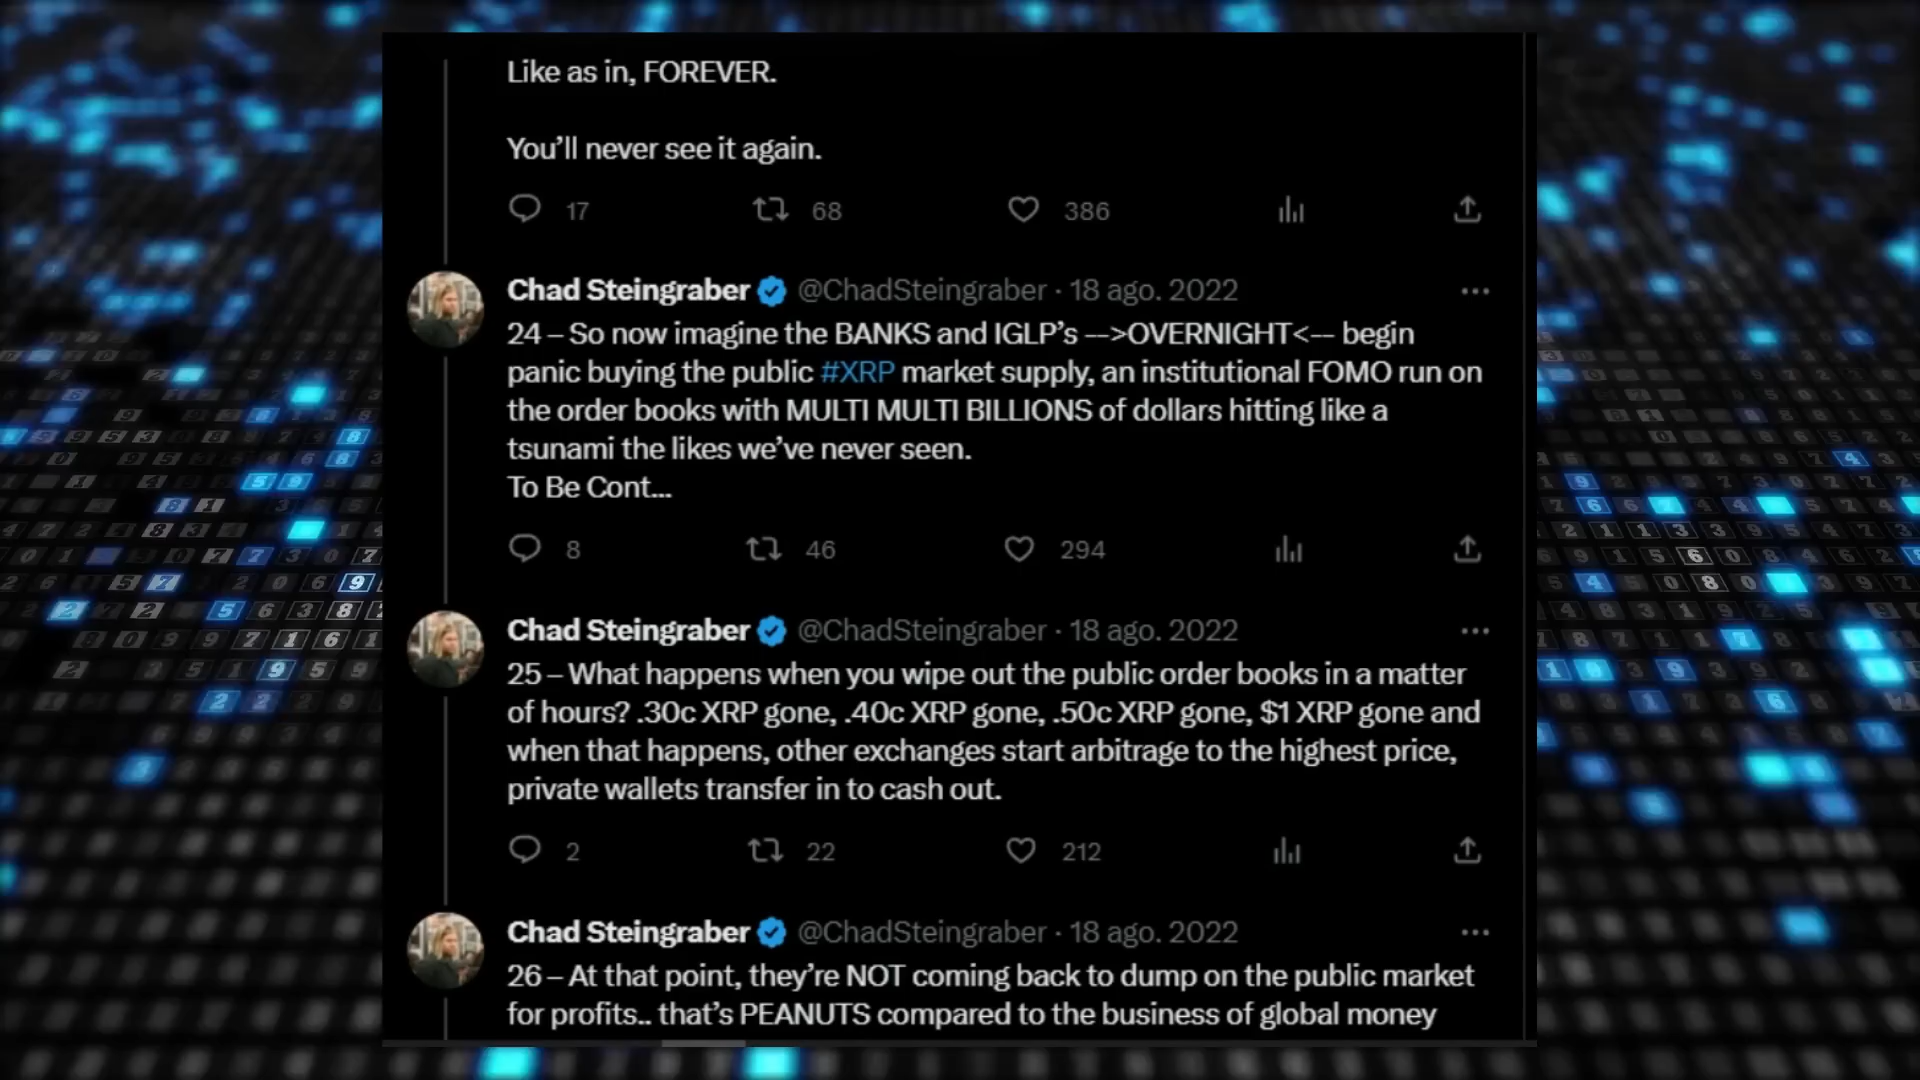 Like as in, FOREVER.
You’ll never see it again.
17 68 386
Chad Steingraber @ChadSteingraber · 18 ago. 2022
24 – So now imagine the BANKS and IGLP’s -->OVERNIGHT<-- begin
panic buying the public #XRP market supply, an institutional FOMO run on
the order books with MULTI MULTI BILLIONS of dollars hitting like a
tsunami the likes we’ve never seen.
To Be Cont...
8 46 294
Chad Steingraber @ChadSteingraber · 18 ago. 2022
25 – What happens when you wipe out the public order books in a matter
of hours? .30c XRP gone, .40c XRP gone, .50c XRP gone, $1 XRP gone and
when that happens, other exchanges start arbitrage to the highest price,
private wallets transfer in to cash out.
2 22 212
Chad Steingraber @ChadSteingraber · 18 ago. 2022
26 – At that point, they’re NOT coming back to dump on the public market
for profits.. that’s PEANUTS compared to the business of global money